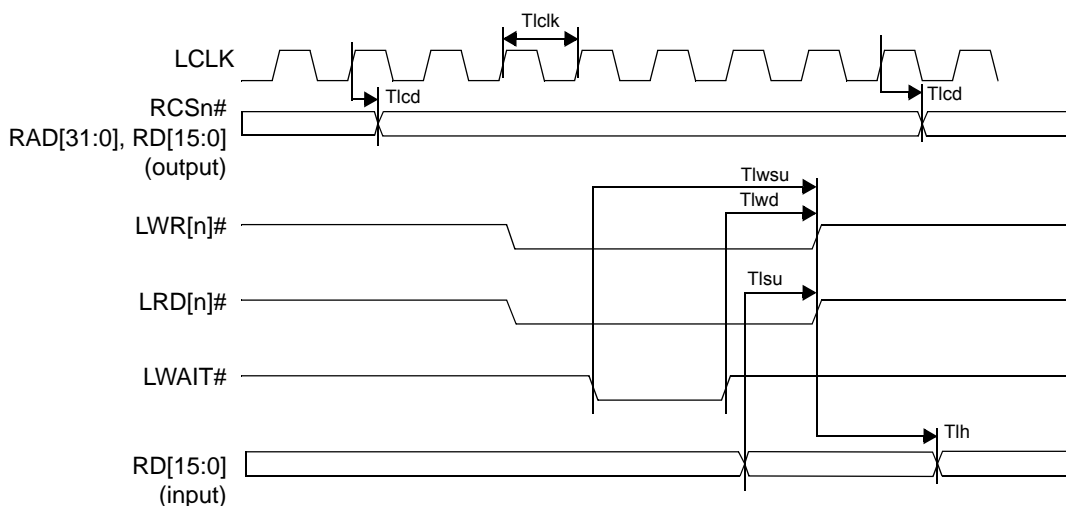 Tlclk
LCLK
Tlcd
Tlcd
RCSn#
RAD[31:0], RD[15:0]
(output)
Tlwsu
Tlwd
LWR[n]#
Tlsu
LRD[n]#
LWAIT#
Tlh
RD[15:0]
(input)